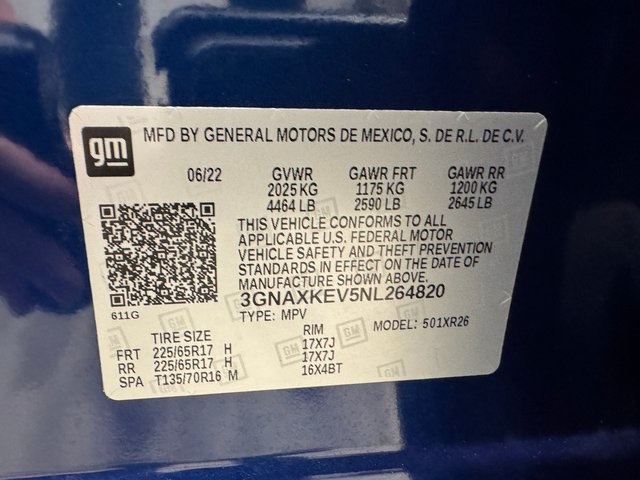 gm MFD BY GENERAL MOTORS DE MEXICO, S. DE R.L. DE C.V.
06/22 GVWR GAWR FRT GAWR RR
2025 KG 1175 KG 1200 KG
4464 LB 2590 LB 2645 LB
THIS VEHICLE CONFORMS TO ALL
APPLICABLE U.S. FEDERAL MOTOR
VEHICLE SAFETY AND THEFT PREVENTION
STANDARDS IN EFFECT ON THE DATE OF
MANUFACTURE SHOWN ABOVE.
3GNAXKEV5NL264820
611G TYPE: MPV MODEL: 501XR26
TIRE SIZE RIM
FRT 225/65R17 H 17X7J
RR 225/65R17 H 17X7J
SPA T135/70R16 M 16X4BT